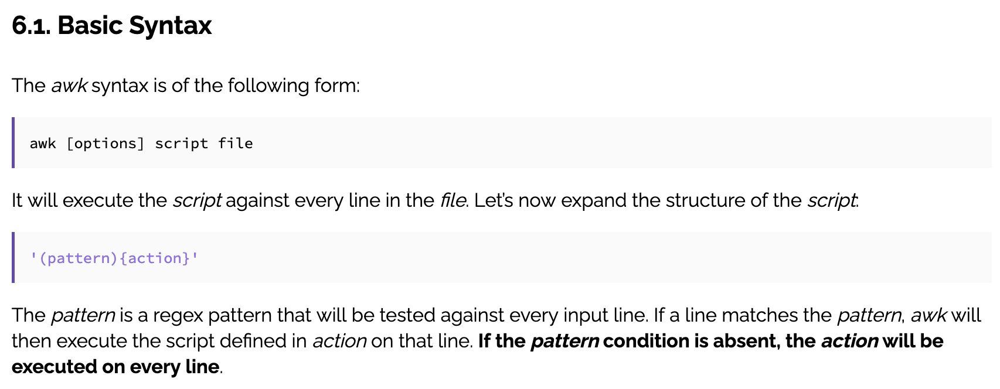 6.1. Basic Syntax
The awk syntax is of the following form:
awk [options] script file
It will execute the script against every line in the file. Let’s now expand the structure of the script:
'(pattern){action}'
The pattern is a regex pattern that will be tested against every input line. If a line matches the pattern, awk will
then execute the script defined in action on that line. If the pattern condition is absent, the action will be
executed on every line.